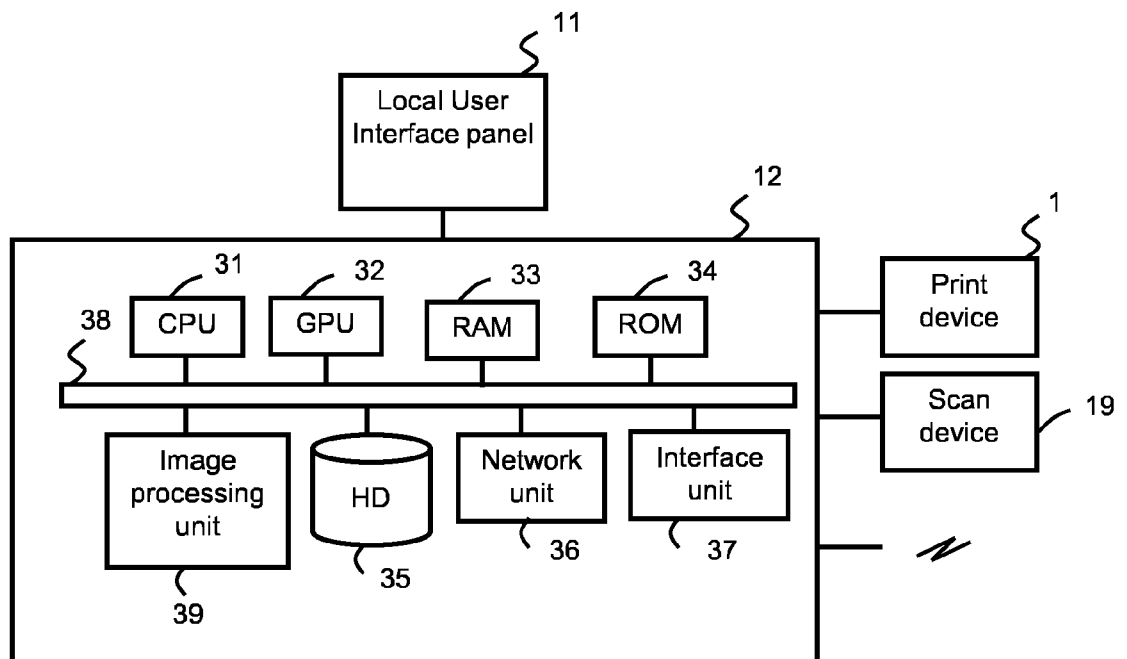 11
Local User
Interface panel
12
1
31
32
33
34
CPU
GPU
RAM
ROM
Print
device
38
Scan
device
19
Image
processing
unit
HD
Network
unit
Interface
unit
39
35
36
37